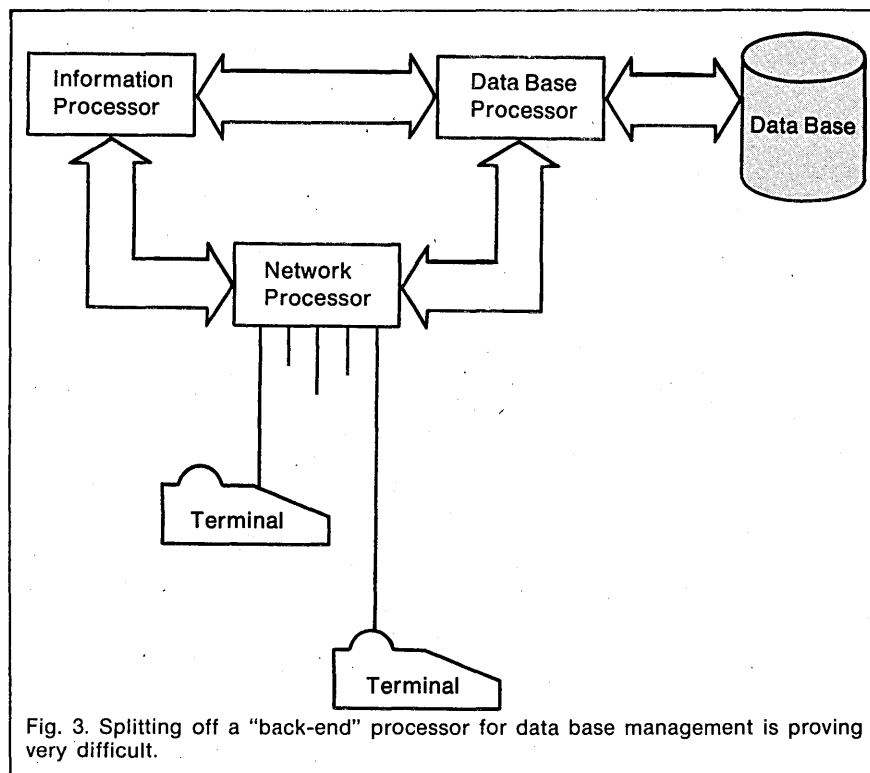 Information
Processor
Data Base
Processor
Data Base
Network
Processor
Terminal
Terminal
Fig. 3. Splitting off a “back-end” processor for data base management is proving
very difficult.